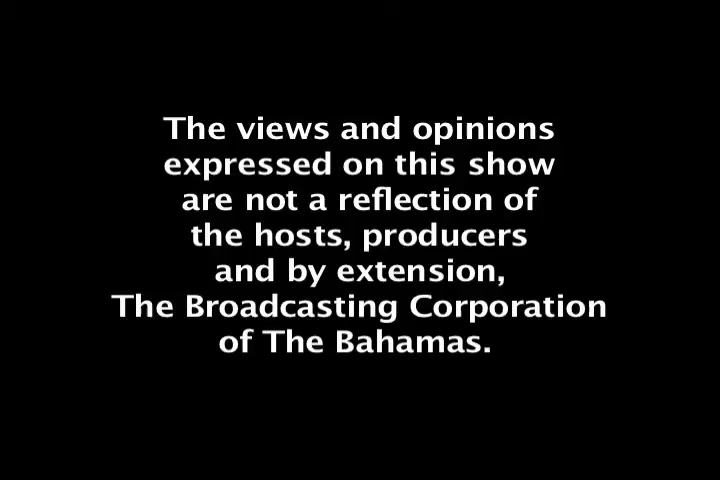 The views and opinions
expressed on this show
are not a reflection of
the hosts, producers
and by extension,
The Broadcasting Corporation
of The Bahamas.